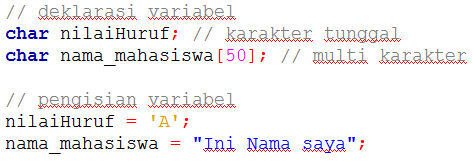 // deklarasi variabel
char nilaiHuruf; // karakter tunggal
char nama_mahasiswa[50]; // multi karakter
// pengisian variabel
nilaiHuruf = 'A';
nama_mahasiswa = "Ini Nama saya";